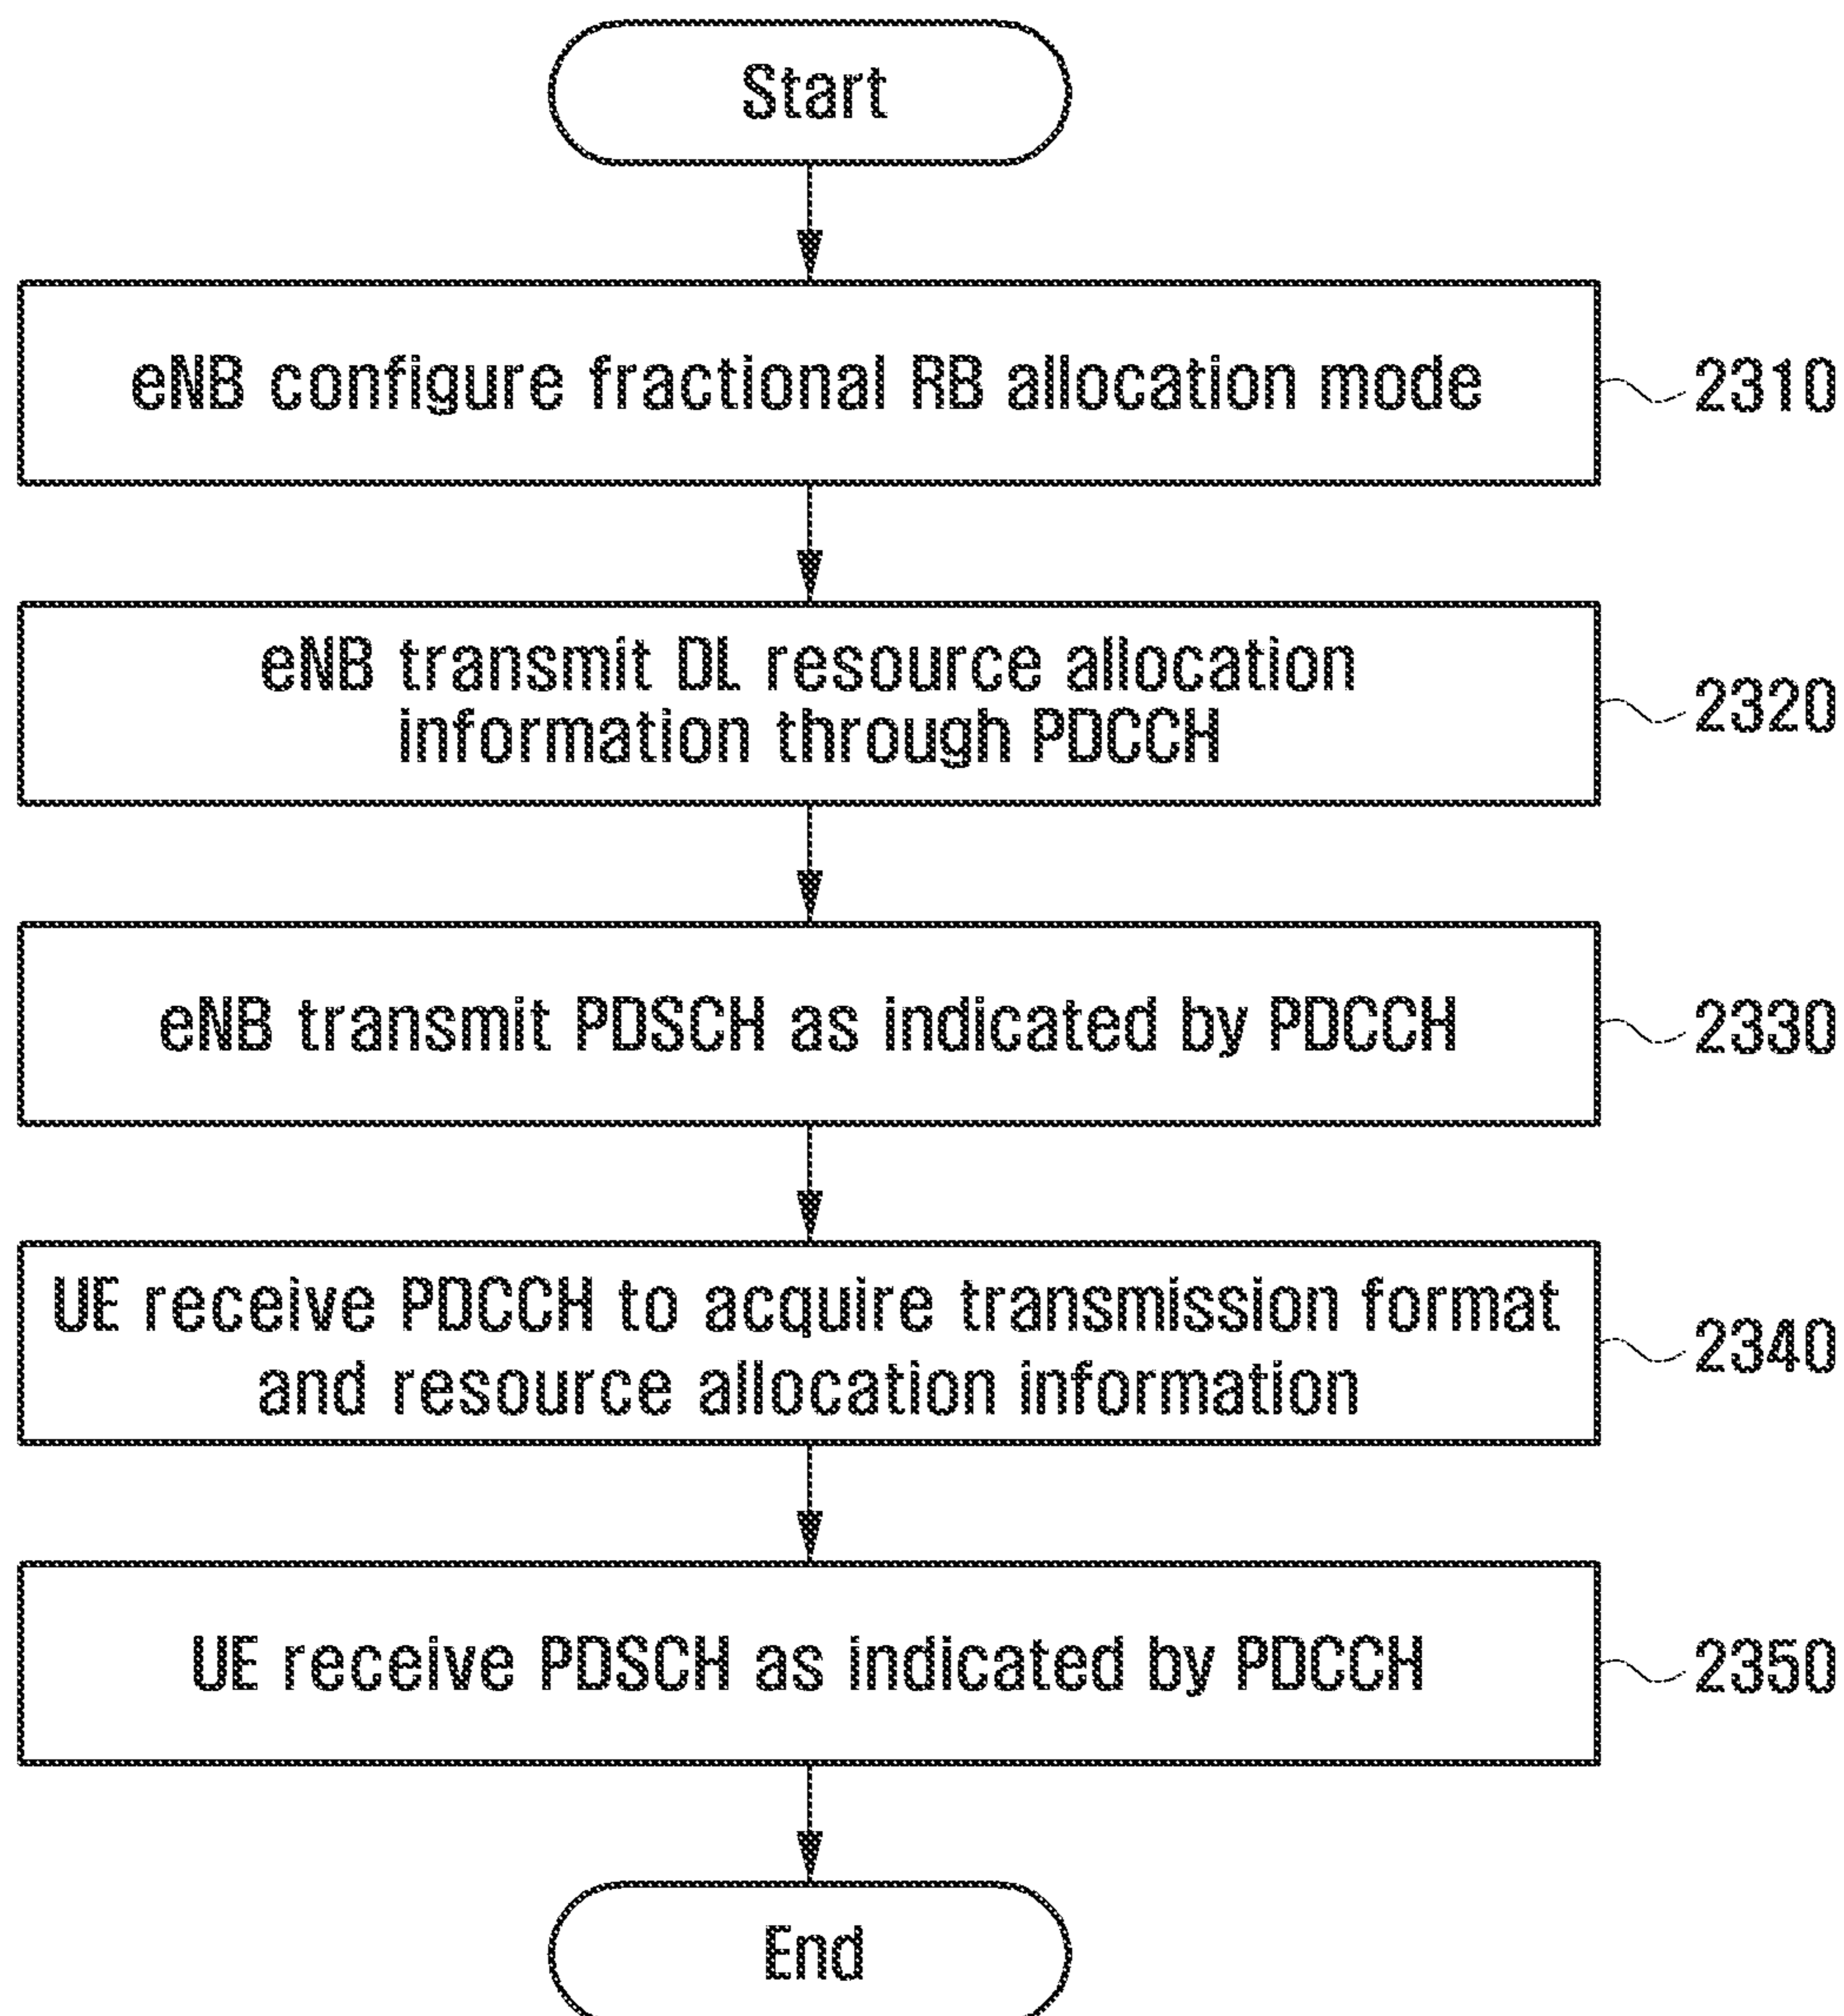 Start
eNB configure fractional RB allocation mode
2310
eNB transmit DL resource allocation
information through PDCCH
2320
eNB transmit PDSCH as indicated by PDCCH
2330
UE receive PDCCH to acquire transmission format
and resource allocation information
2340
UE receive PDSCH as indicated by PDCCH
2350
End